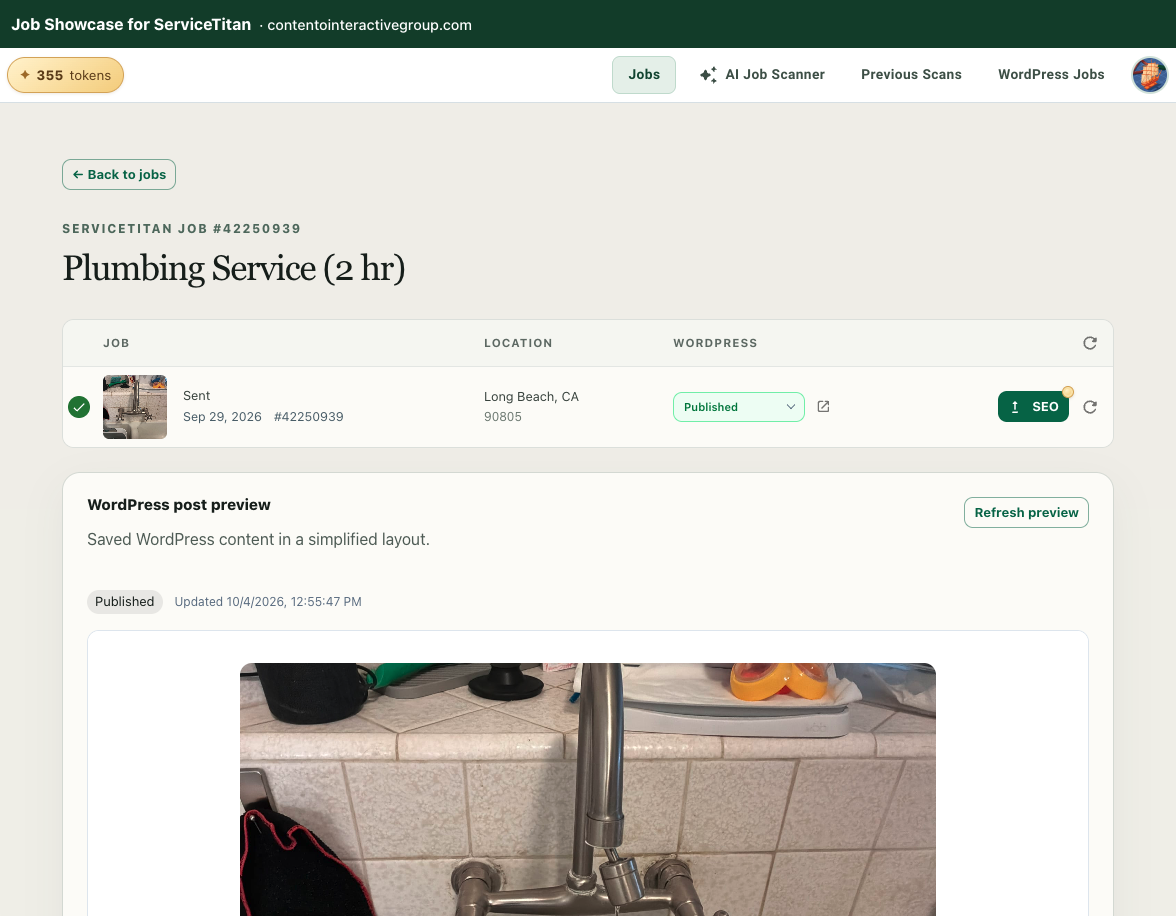 Job Showcase for ServiceTitan · contentointeractivegroup.com
355 tokens
Jobs
AI Job Scanner
Previous Scans
WordPress Jobs
← Back to jobs
SERVICETITAN JOB #42250939
Plumbing Service (2 hr)
JOB
LOCATION
WORDPRESS
Sent
Sep 29, 2026 #42250939
Long Beach, CA
90805
Published
SEO
WordPress post preview
Refresh preview
Saved WordPress content in a simplified layout.
Published
Updated 10/4/2026, 12:55:47 PM